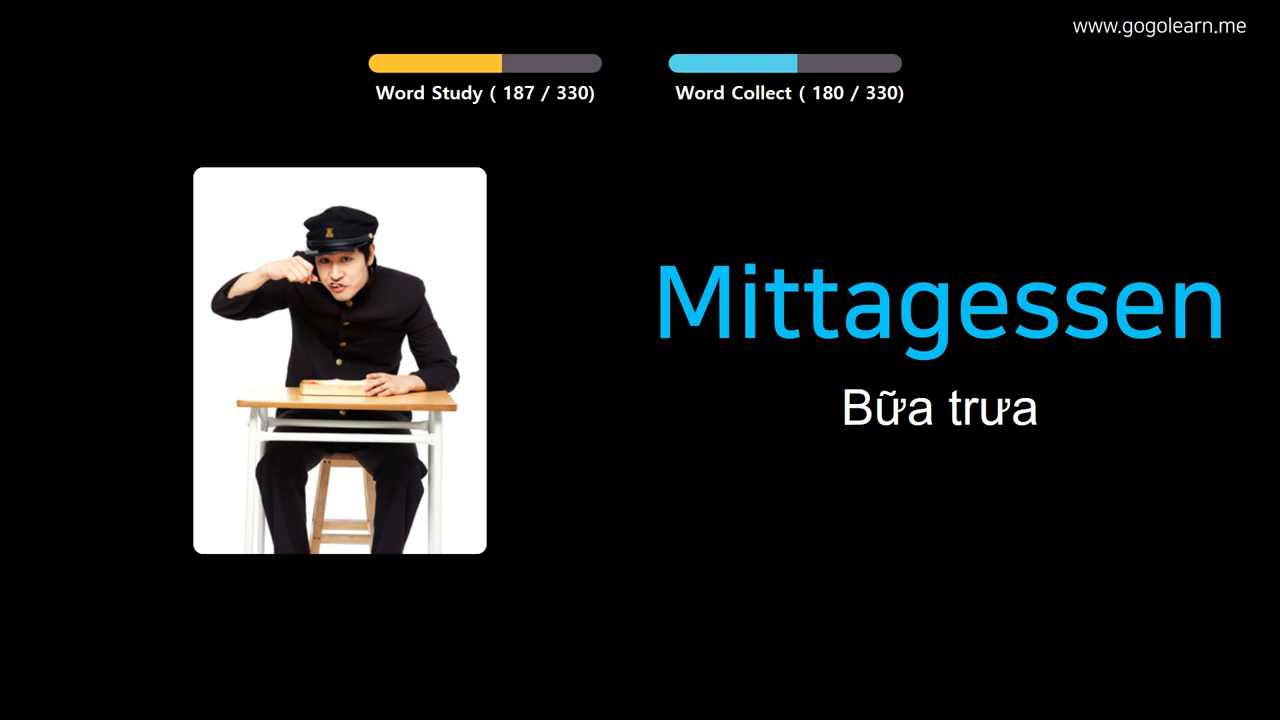 www.gogolearn.me
Word Study ( 187 / 330)
Word Collect ( 180 / 330)
Mittagessen
Bữa trưa